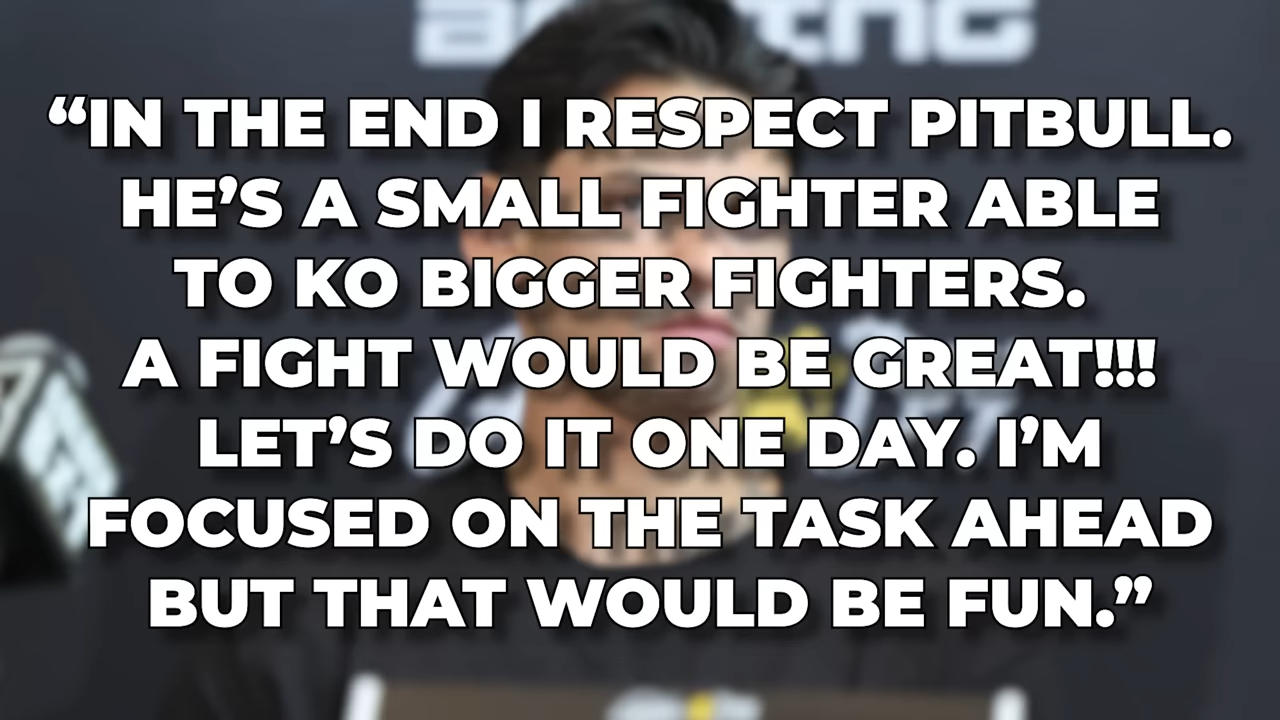 “IN THE END I RESPECT PITBULL.
HE’S A SMALL FIGHTER ABLE
TO KO BIGGER FIGHTERS.
A FIGHT WOULD BE GREAT!!!
LET’S DO IT ONE DAY. I’M
FOCUSED ON THE TASK AHEAD
BUT THAT WOULD BE FUN.”